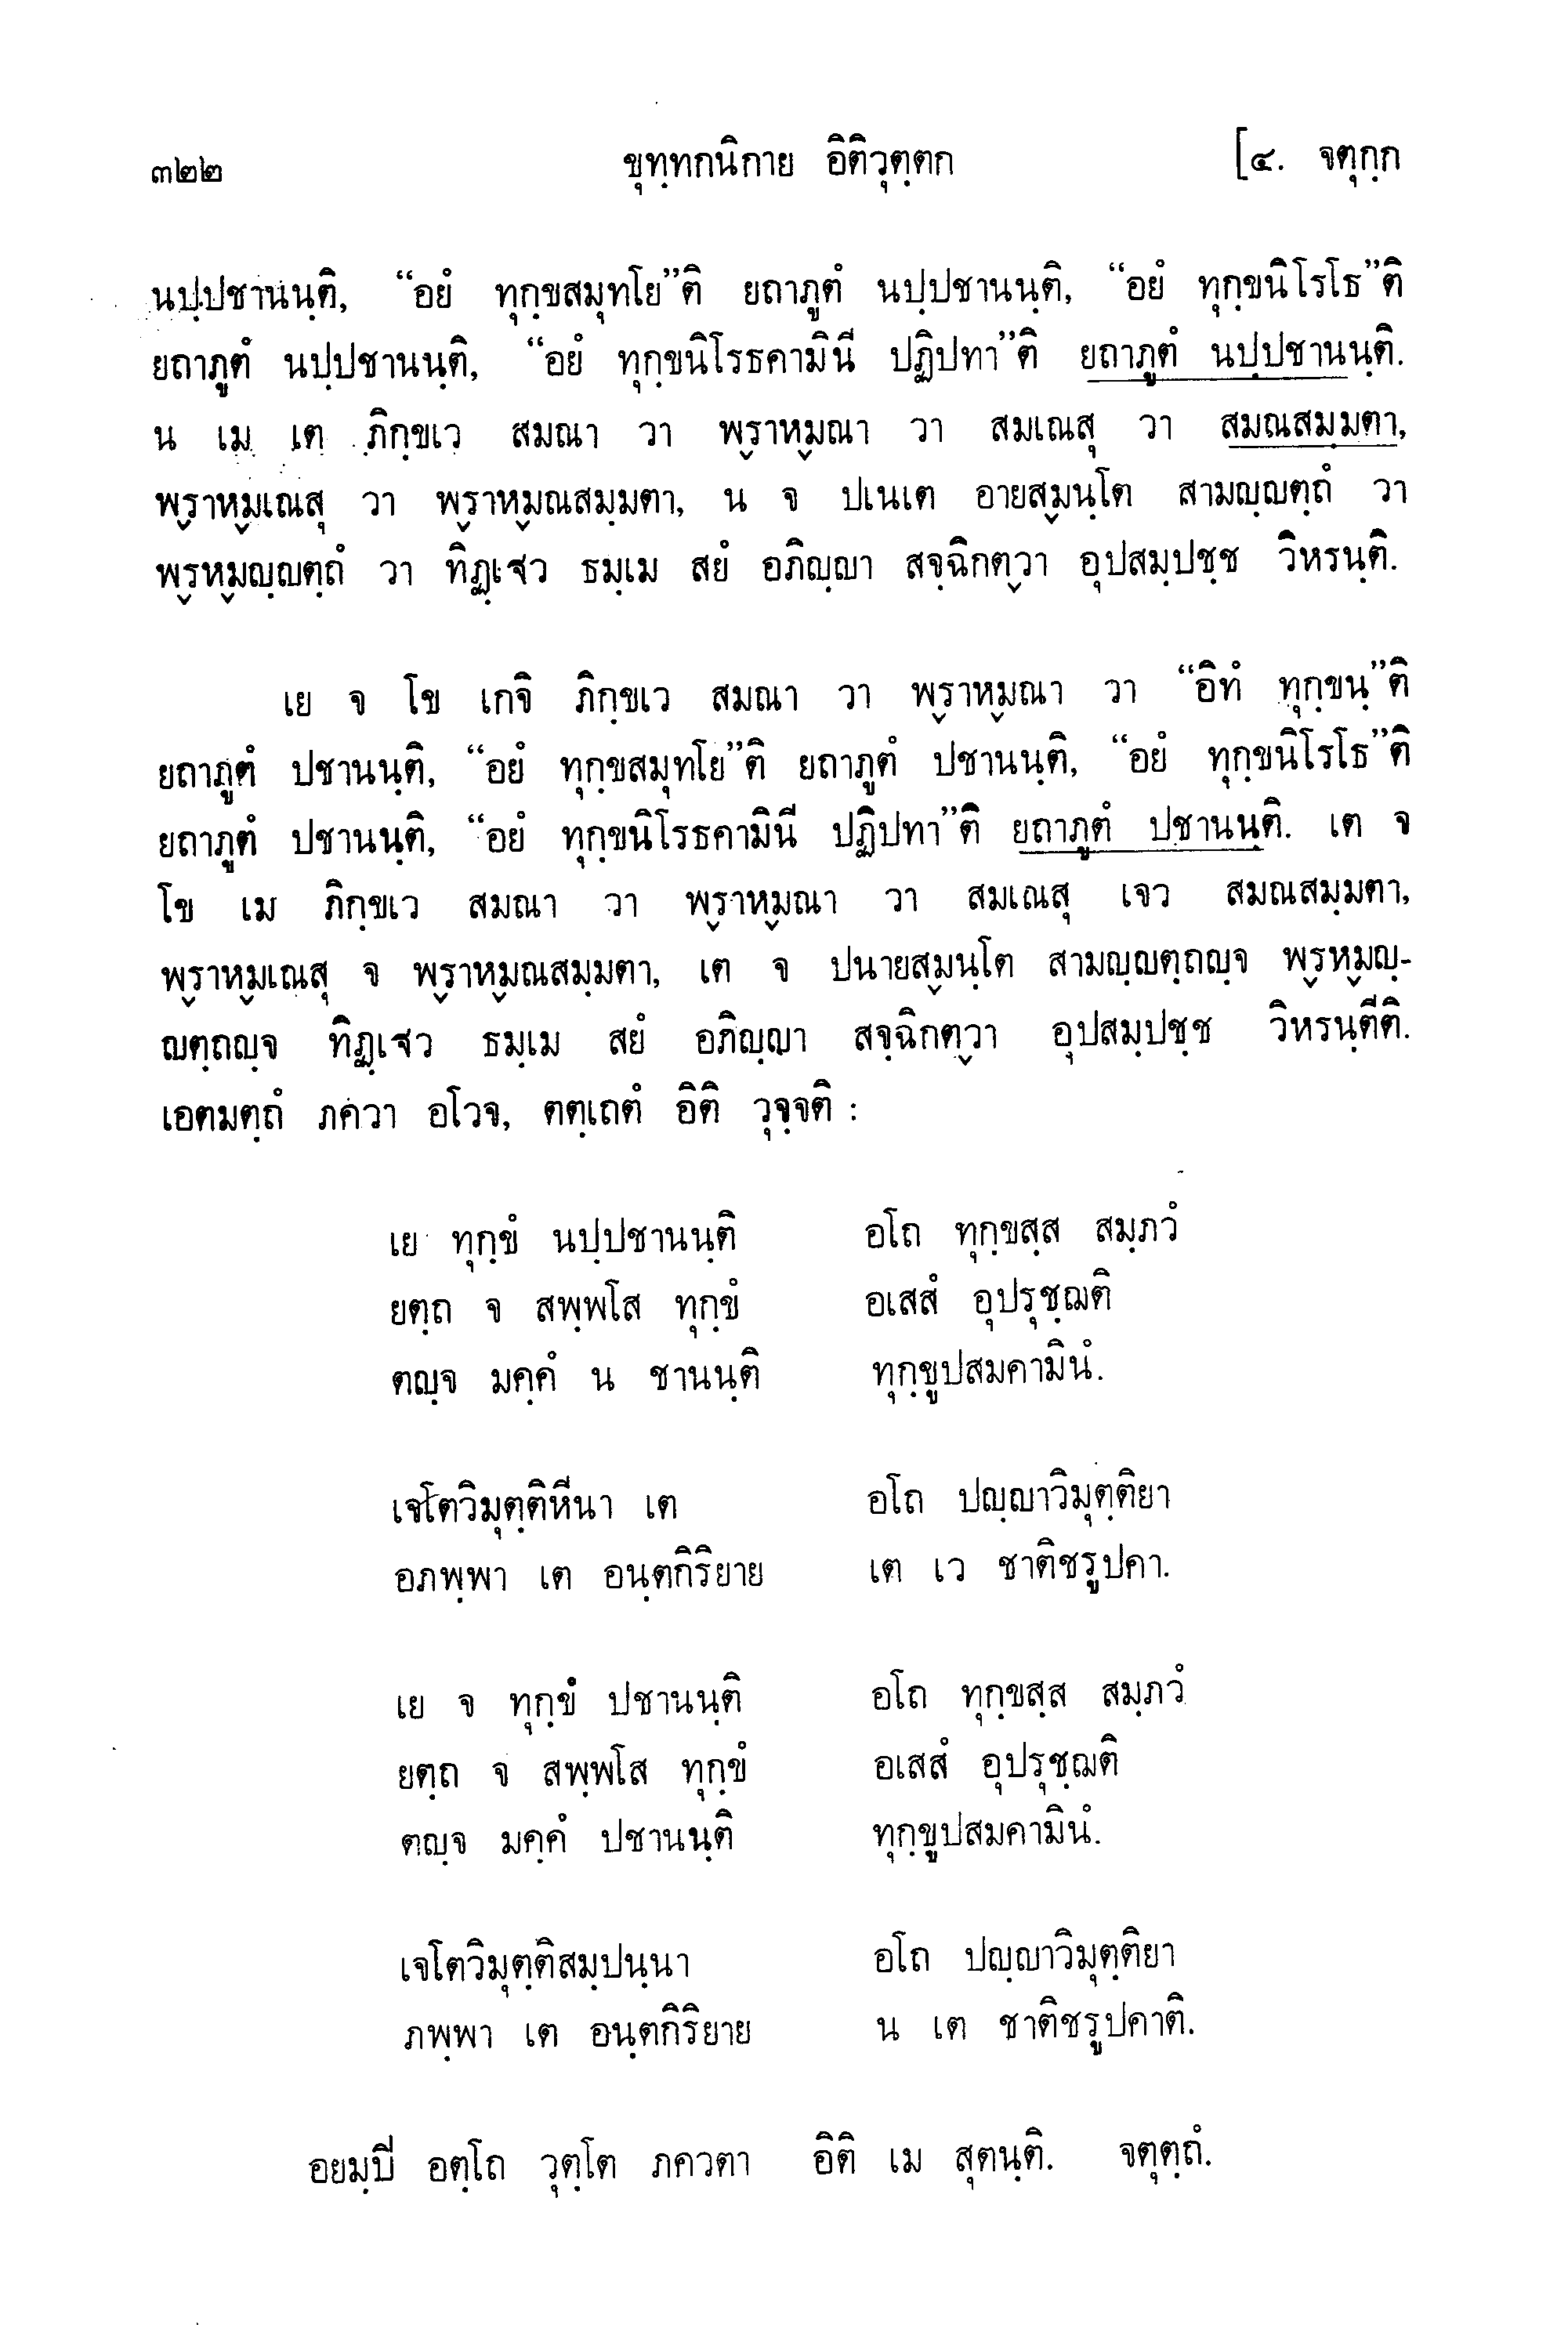 ๓๒๒ ขุทฺทกนิกาย อิติวุตฺตก [๔. จตุกฺก
นปฺปชานนฺติ, “อยํ ทุกฺขสมุทโย”ติ ยถาภูตํ นปฺปชานนฺติ, “อยํ ทุกฺขนิโรโธ”ติ
ยถาภูตํ นปฺปชานนฺติ, “อยํ ทุกฺขนิโรธคามินี ปฏิปทา”ติ ยถาภูตํ นปฺปชานนฺติ.
น เม เต ภิกฺขเว สมณา วา พฺราหฺมณา วา สมเณสุ วา สมณสมฺมตา,
พฺราหฺมเณสุ วา พฺราหฺมณสมฺมตา, น จ ปเนเต อายสฺมนฺโต สามญฺญตฺถํ วา
พฺรหฺมญฺญตฺถํ วา ทิฏฺเฐว ธมฺเม สยํ อภิญฺญา สจฺฉิกตฺวา อุปสมฺปชฺช วิหรนฺติ.
เย จ โข เกจิ ภิกฺขเว สมณา วา พฺราหฺมณา วา “อิทํ ทุกฺขนฺ”ติ
ยถาภูตํ ปชานนฺติ, “อยํ ทุกฺขสมุทโย”ติ ยถาภูตํ ปชานนฺติ, “อยํ ทุกฺขนิโรโธ”ติ
ยถาภูตํ ปชานนฺติ, “อยํ ทุกฺขนิโรธคามินี ปฏิปทา”ติ ยถาภูตํ ปชานนฺติ. เต จ
โข เม ภิกฺขเว สมณา วา พฺราหฺมณา วา สมเณสุ เจว สมณสมฺมตา,
พฺราหฺมเณสุ จ พฺราหฺมณสมฺมตา, เต จ ปนายสฺมนฺโต สามญฺญตฺถญฺจ พฺรหฺมญฺ-
ญตฺถญฺจ ทิฏฺเฐว ธมฺเม สยํ อภิญฺญา สจฺฉิกตฺวา อุปสมฺปชฺช วิหรนฺตีติ.
เอตมตฺถํ ภควา อโวจ, ตตฺเถตํ อิติ วุจฺจติ :
เย ทุกฺขํ นปฺปชานนฺติ อโถ ทุกฺขสฺส สมฺภวํ
ยตฺถ จ สพฺพโส ทุกฺขํ อเสสํ อุปรุชฺฌติ
ตญฺจ มคฺคํ น ชานนฺติ ทุกฺขูปสมคามินํ.
เจโตวิมุตฺติหีนา เต อโถ ปญฺญาวิมุตฺติยา
อภพฺพา เต อนฺตกิริยาย เต เว ชาติชรูปคา.
เย จ ทุกฺขํ ปชานนฺติ อโถ ทุกฺขสฺส สมฺภวํ
ยตฺถ จ สพฺพโส ทุกฺขํ อเสสํ อุปรุชฺฌติ
ตญฺจ มคฺคํ ปชานนฺติ ทุกฺขูปสมคามินํ.
เจโตวิมุตฺติสมฺปนฺนา อโถ ปญฺญาวิมุตฺติยา
ภพฺพา เต อนฺตกิริยาย น เต ชาติชรูปคาติ.
อยมฺปิ อตฺโถ วุตฺโต ภควตา อิติ เม สุตนฺติ. จตุตฺถํ.